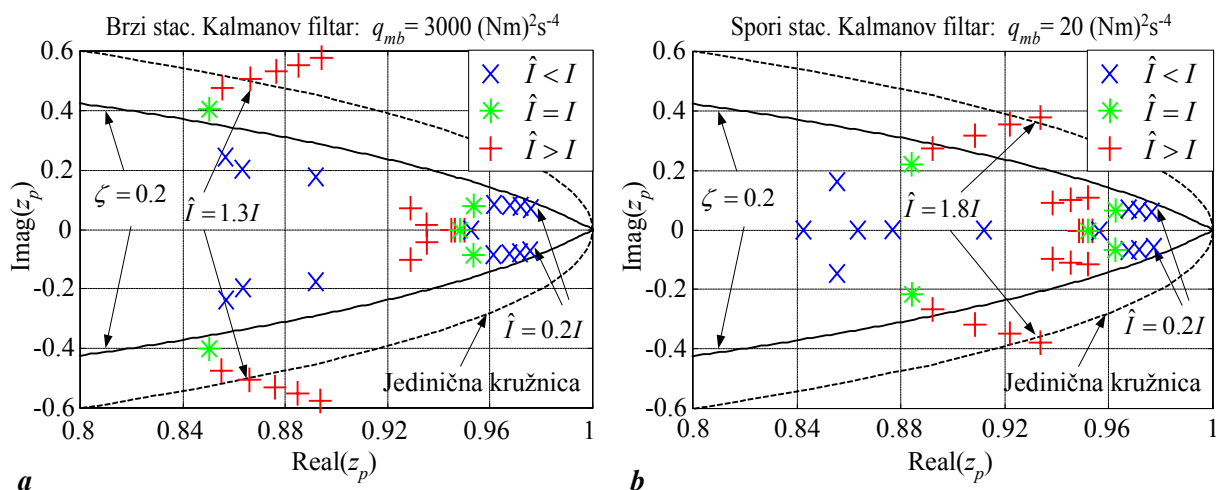 Brzi stac. Kalmanov filtar: q_mb = 3000 (Nm)²s⁻⁴
0.6
0.4
0.2
0
-0.2
-0.4
-0.6
Imag(z_p)
Î < I
Î = I
Î > I
ζ = 0.2
Î = 1.3I
Î = 0.2I
Jedinična kružnica
0.8
0.84
0.88
0.92
0.96
1
Real(z_p)
a
Spori stac. Kalmanov filtar: q_mb = 20 (Nm)²s⁻⁴
0.6
0.4
0.2
0
-0.2
-0.4
-0.6
Imag(z_p)
Î < I
Î = I
Î > I
ζ = 0.2
Î = 1.8I
Î = 0.2I
Jedinična kružnica
0.8
0.84
0.88
0.92
0.96
1
Real(z_p)
b